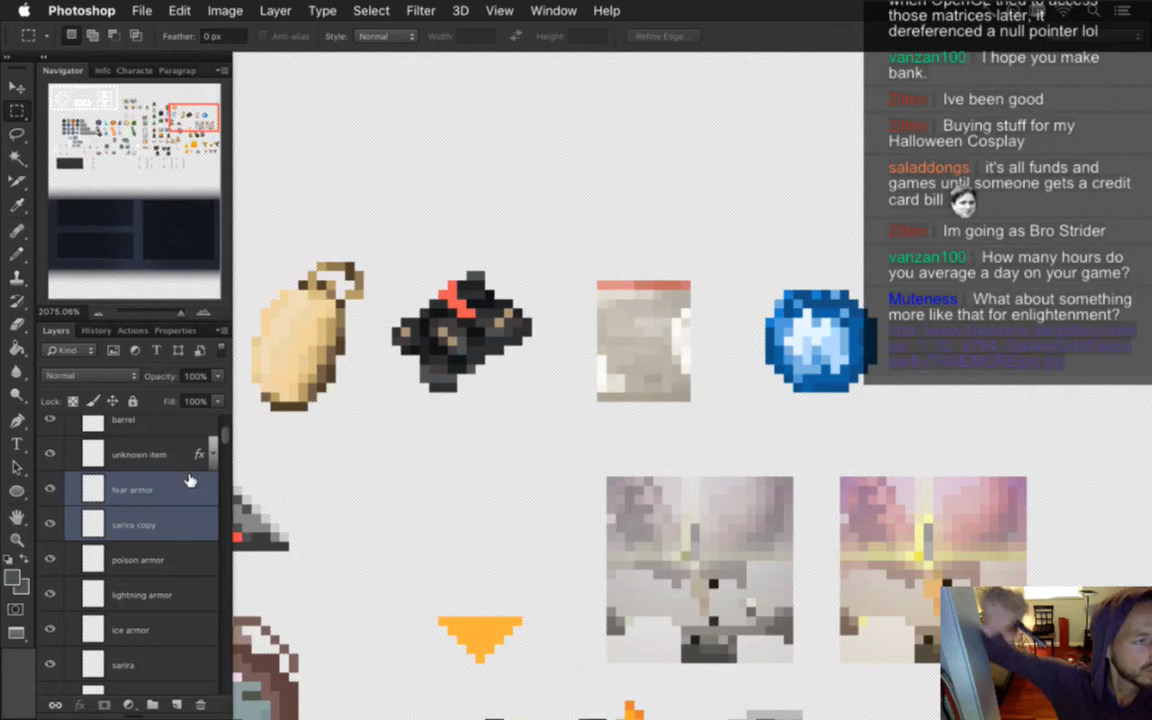 Photoshop File Edit Image Layer Type Select Filter 3D View Window Help
Feather: 0 px Anti-alias Style: Normal Width: Height: Refine Edge...
Navigator Info Characte Paragrap
2075.06%
Layers History Actions Properties
Kind
Normal Opacity: 100%
Lock: Fill: 100%
barrel
unknown item fx
fear armor
sarira copy
poison armor
lightning armor
ice armor
sarira
fx
those matrices later, it
dereferenced a null pointer lol
vanzan100 : I hope you make
bank.
Ive been good
Buying stuff for my
Halloween Cosplay
saladdongs : it's all funds and
games until someone gets a credit
card bill
Im going as Bro Strider
vanzan100 : How many hours do
you average a day on your game?
Muteness : What about something
more like that for enlightenment?